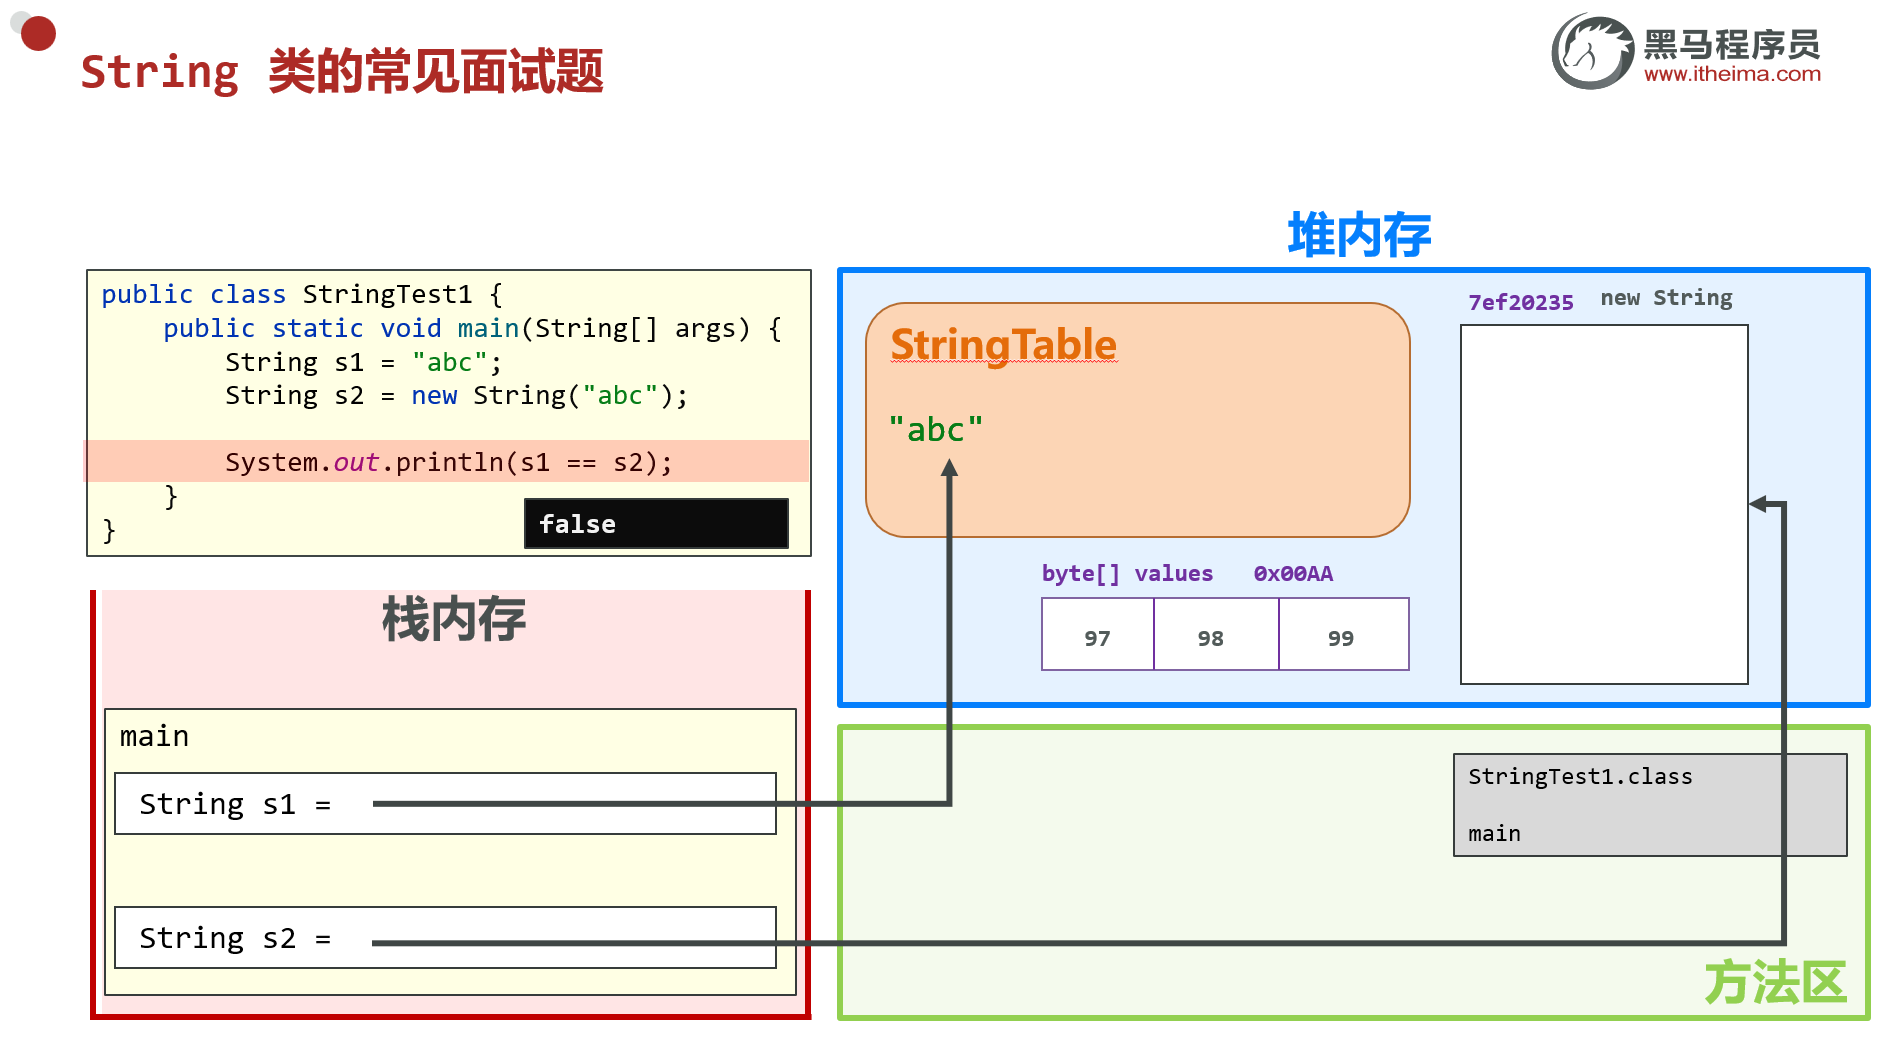 String 类的常见面试题
黑马程序员
www.itheima.com
public class StringTest1 {
    public static void main(String[] args) {
        String s1 = "abc";
        String s2 = new String("abc");
        System.out.println(s1 == s2);
    }
}
false
栈内存
main
String s1 =
String s2 =
堆内存
StringTable
"abc"
7ef20235 new String
byte[] values 0x00AA
97 98 99
StringTest1.class
main
方法区